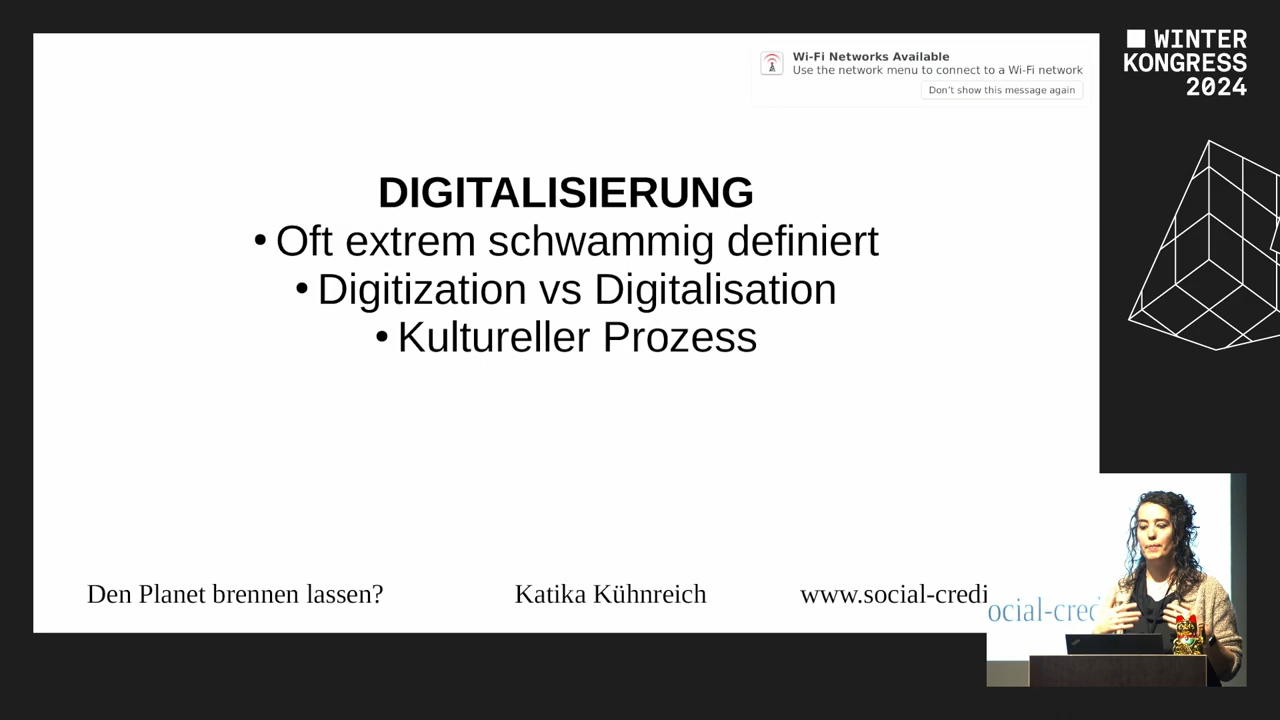 WINTER
KONGRESS
2024
Wi-Fi Networks Available
Use the network menu to connect to a Wi-Fi network
Don't show this message again
DIGITALISIERUNG
• Oft extrem schwammig definiert
• Digitization vs Digitalisation
• Kultureller Prozess
Den Planet brennen lassen? Katika Kühnreich www.social-credi
ocial-cred